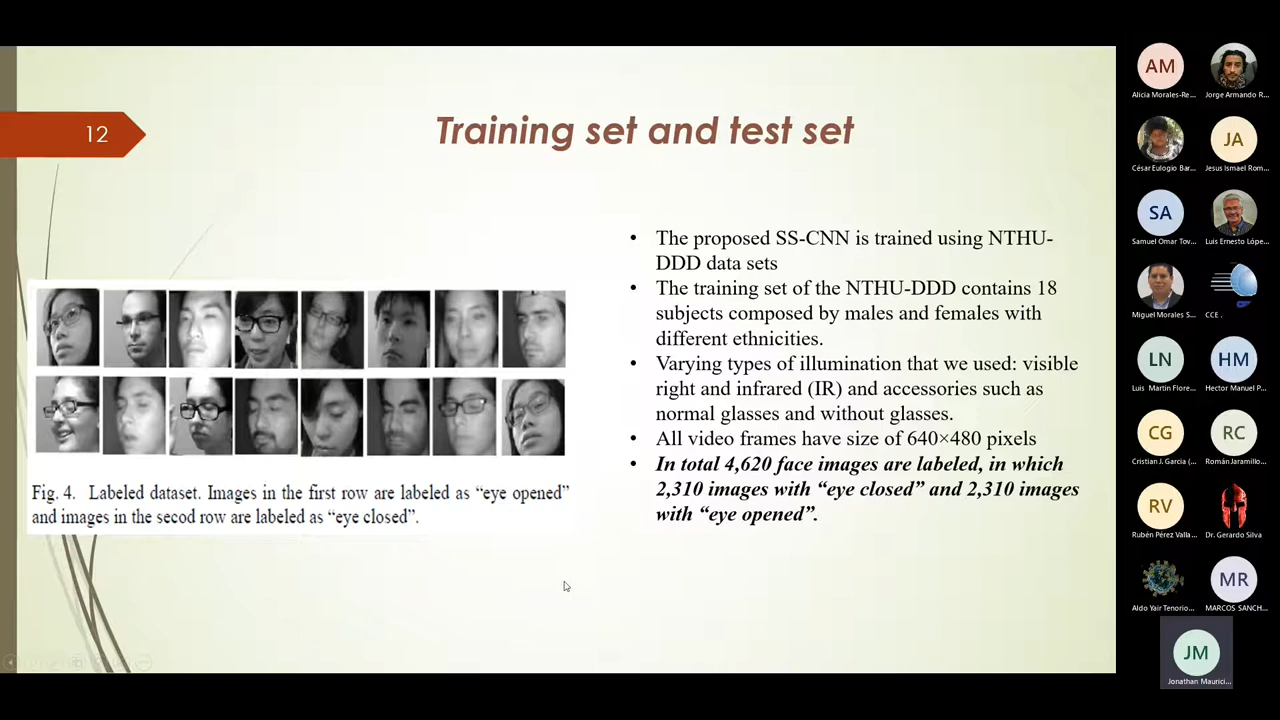 12
Training set and test set
• The proposed SS-CNN is trained using NTHU-
DDD data sets
• The training set of the NTHU-DDD contains 18
subjects composed by males and females with
different ethnicities.
• Varying types of illumination that we used: visible
right and infrared (IR) and accessories such as
normal glasses and without glasses.
• All video frames have size of 640×480 pixels
• In total 4,620 face images are labeled, in which
2,310 images with “eye closed” and 2,310 images
with “eye opened”.
Fig. 4. Labeled dataset. Images in the first row are labeled as “eye opened”
and images in the secod row are labeled as “eye closed”.
AM
Alicia Morales-Re...
Jorge Armando R...
César Eulogio Bar...
JA
Jesus Ismael Rom...
SA
Samuel Omar Tov...
Luis Ernesto Lópe...
Miguel Morales S...
CCE .
LN
Luis Martin Flore...
HM
Hector Manuel P...
CG
Cristian J. Garcia (...
RC
Román Jaramillo...
RV
Rubén Pérez Valla...
Dr. Gerardo Silva
Aldo Yair Tenorio...
MR
MARCOS SANCH...
JM
Jonathan Maurici...